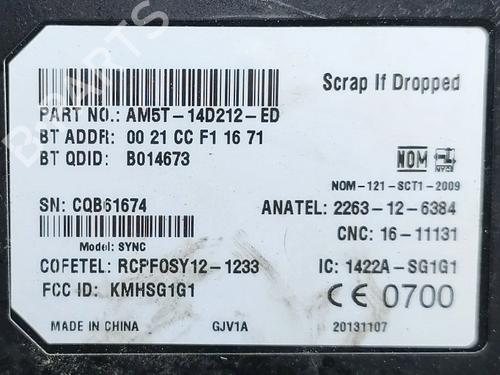 Scrap If Dropped
PART NO.: AM5T-14D212-ED
BT ADDR: 00 21 CC F1 16 71
BT QDID: B014673
NOM
NYCE
NOM-121-SCT1-2009
SN: CQB61674
ANATEL: 2263-12-6384
CNC: 16-11131
Model: SYNC
COFETEL: RCPFOSY12-1233
IC: 1422A-SG1G1
FCC ID: KMHSG1G1
CE 0700
MADE IN CHINA
GJV1A
20131107